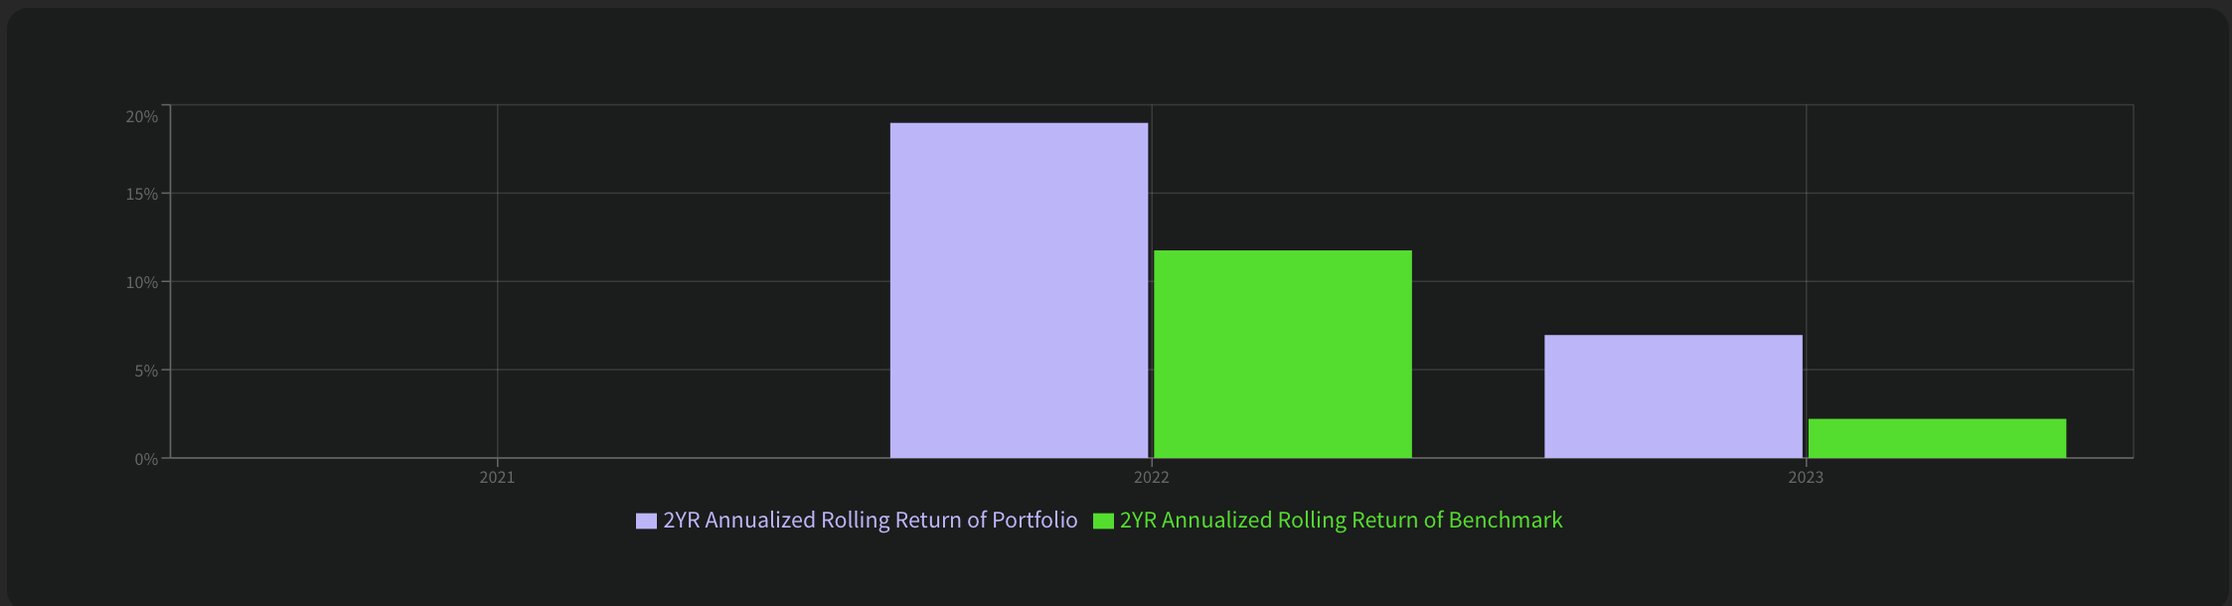 20%
15%
10%
5%
0%
2021 2022 2023
2YR Annualized Rolling Return of Portfolio 2YR Annualized Rolling Return of Benchmark